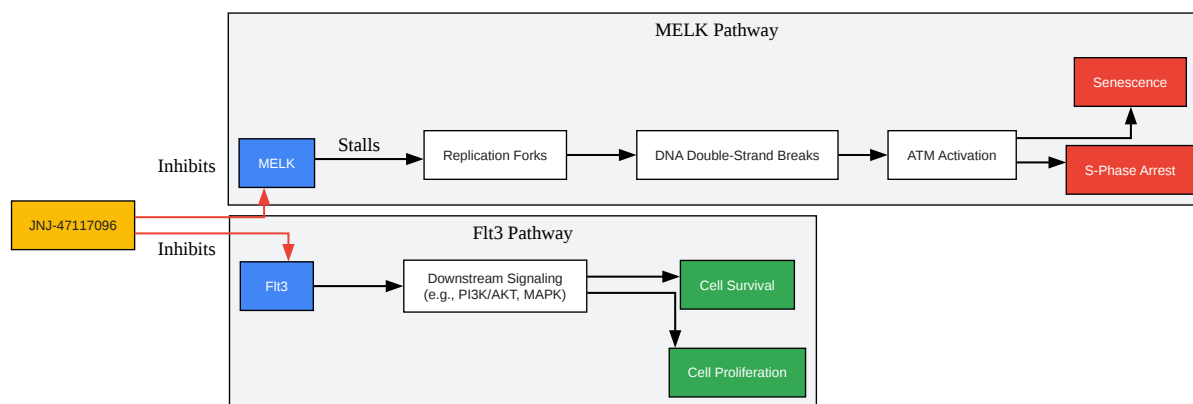 MELK Pathway
Senescence
Stalls
MELK
Replication Forks
DNA Double-Strand Breaks
ATM Activation
S-Phase Arrest
Inhibits
JNJ-47117096
Inhibits
Flt3 Pathway
Flt3
Downstream Signaling
(e.g., PI3K/AKT, MAPK)
Cell Survival
Cell Proliferation